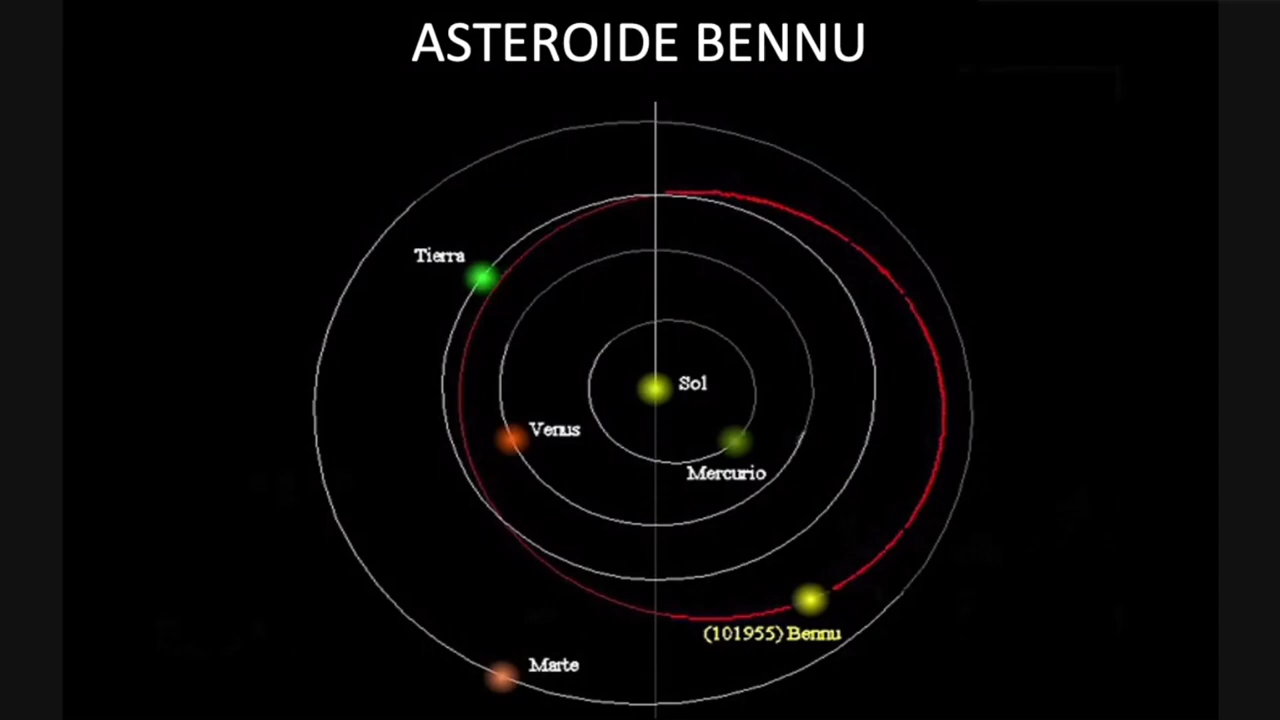 ASTEROIDE BENNU
Tierra
Sol
Venus
Mercurio
(101955) Bennu
Marte